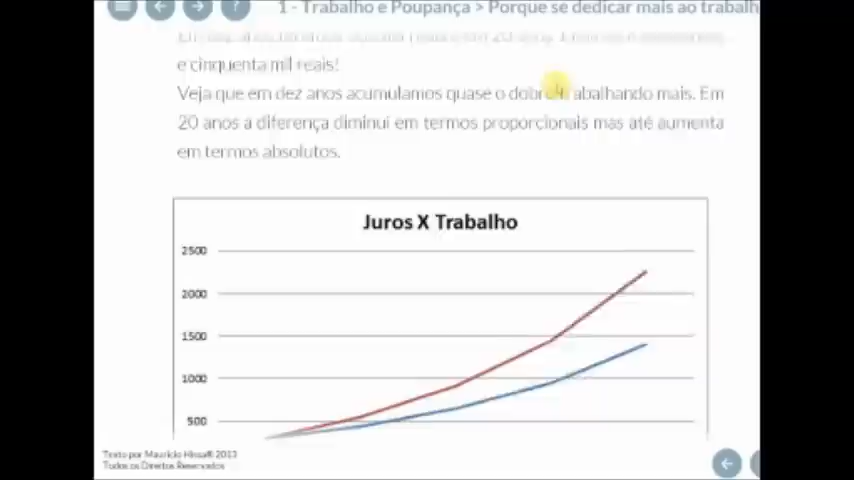 ?
1 - Trabalho e Poupança > Porque se dedicar mais ao trabalh
e cinquenta mil reais!
Veja que em dez anos acumulamos quase o dobro abalhando mais. Em
20 anos a diferença diminui em termos proporcionais mas até aumenta
em termos absolutos.
Juros X Trabalho
2500
2000
1500
1000
500
Texto por Mauricio Hissa® 2013
Todos os Direitos Reservados